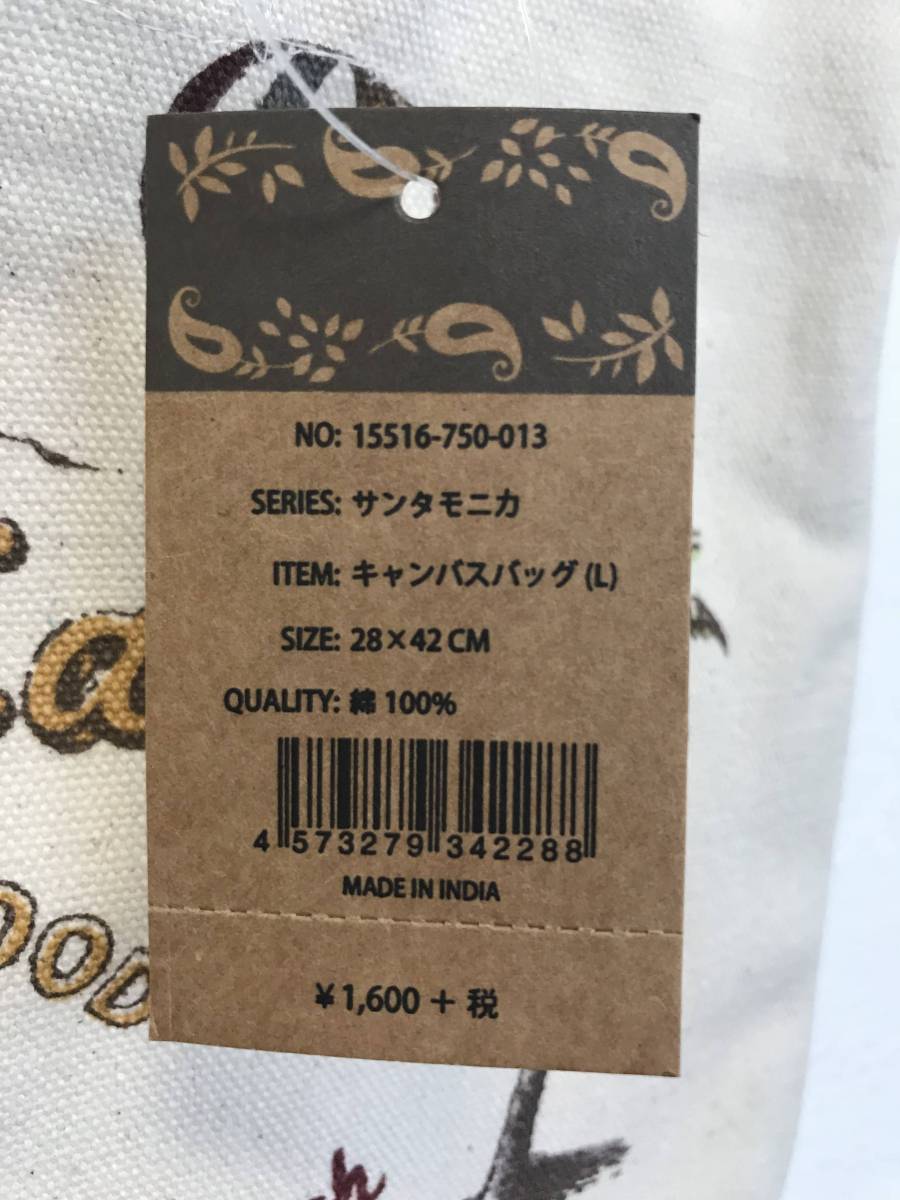 NO: 15516-750-013
SERIES: サンタモニカ
ITEM: キャンバスバッグ (L)
SIZE: 28×42 CM
QUALITY: 綿 100%
4 573279 342288
MADE IN INDIA
¥1,600 + 税